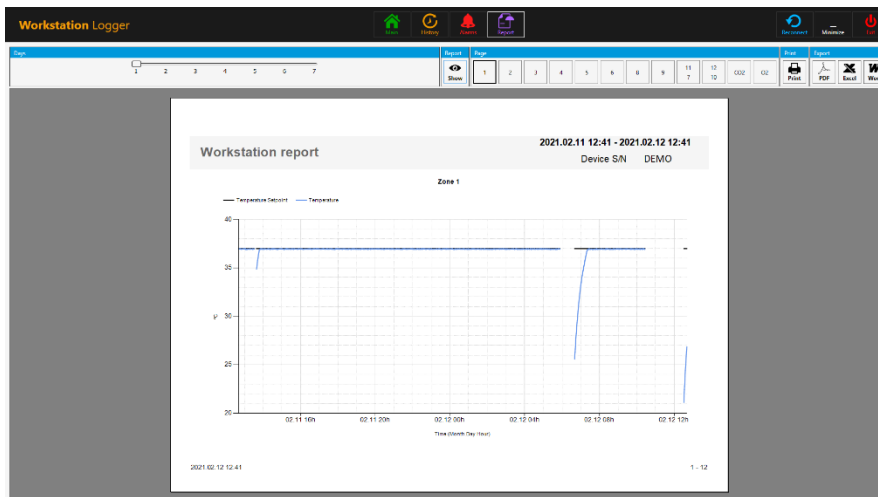 Workstation Logger
Main
History
Alarms
Report
Reconnect
Minimize
Exit
Days
1 2 3 4 5 6 7
Report
Show
Page
1 2 3 4 5 6 8 9 11 7 12 10 CO2 O2
Print
Print
Export
PDF Excel Word
Workstation report
2021.02.11 12:41 - 2021.02.12 12:41
Device S/N DEMO
Zone 1
Temperature Setpoint Temperature
40
35
°C 30
25
20
02.11 16h 02.11 20h 02.12 00h 02.12 04h 02.12 08h 02.12 12h
Time (Month.Day Hour)
2021.02.12 12:41 1 - 12